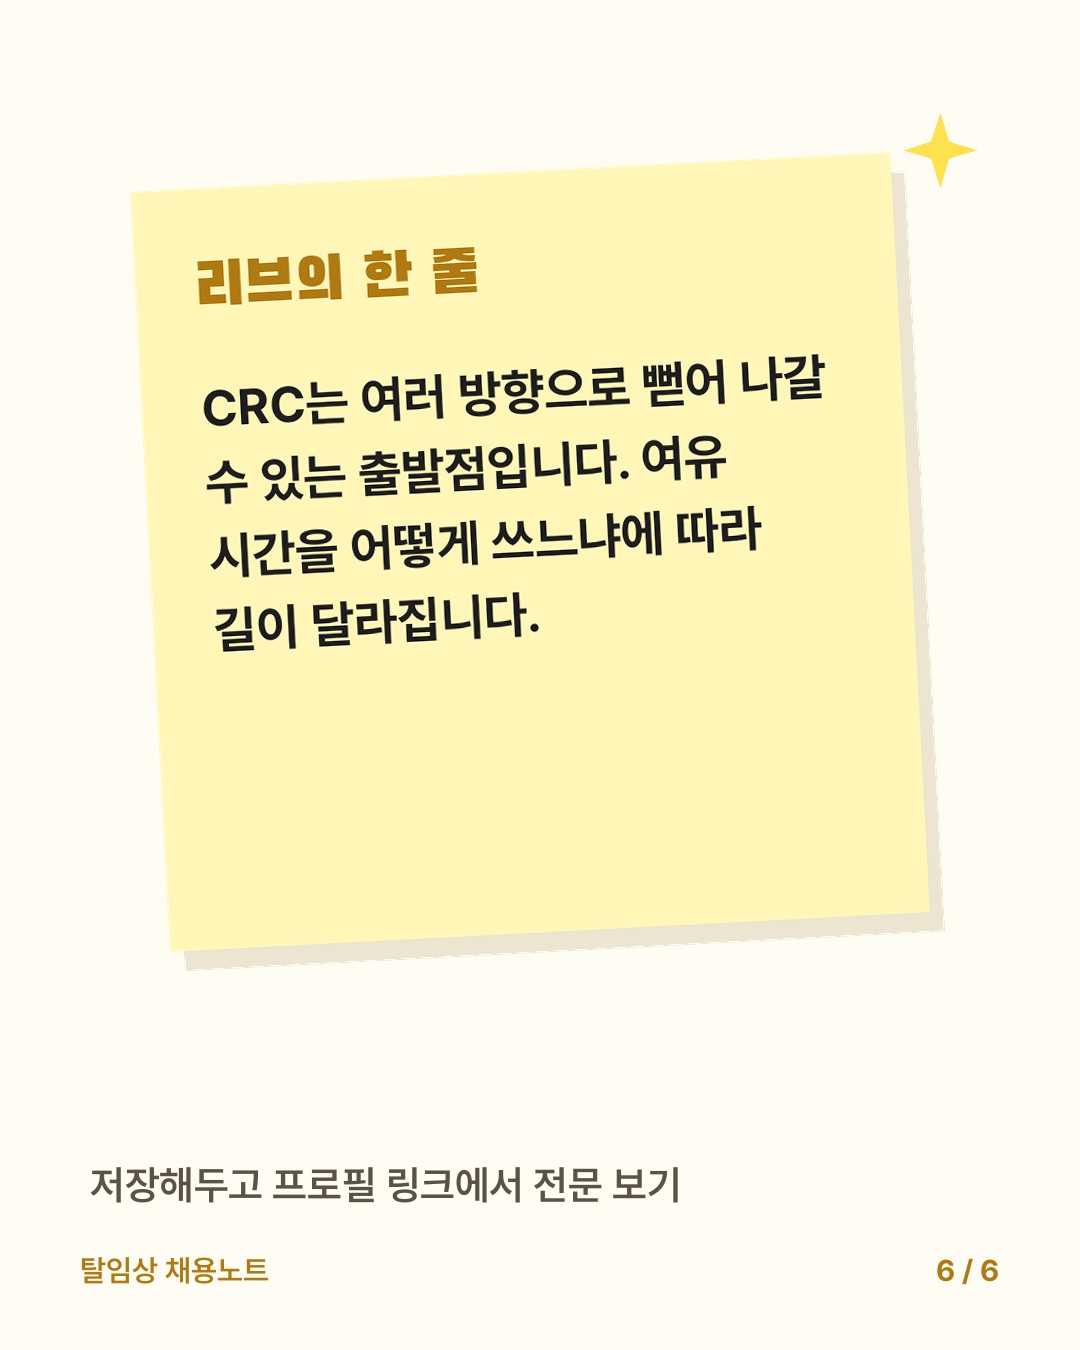 리브의 한 줄
CRC는 여러 방향으로 뻗어 나갈
수 있는 출발점입니다. 여유
시간을 어떻게 쓰느냐에 따라
길이 달라집니다.
저장해두고 프로필 링크에서 전문 보기
탈임상 채용노트
6 / 6